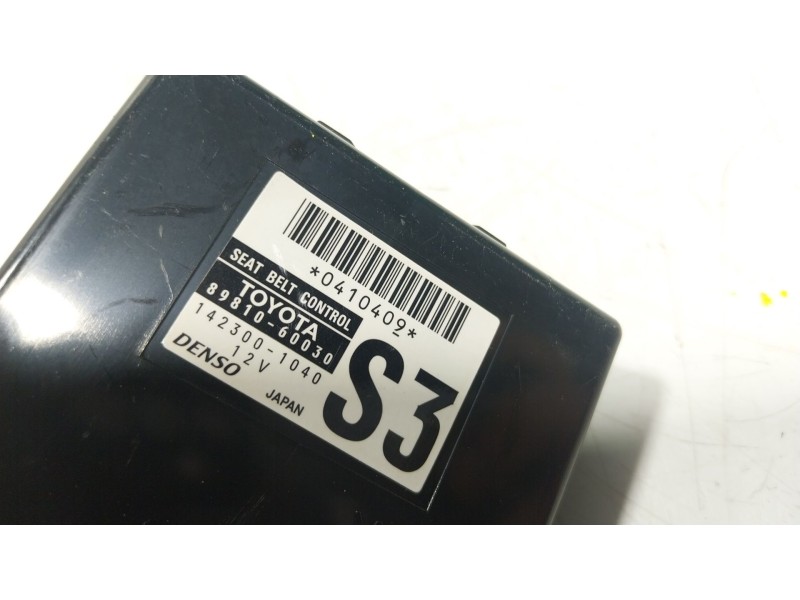 *0410409*
SEAT BELT CONTROL
TOYOTA
89810-60030
142300-1040
12V
DENSO
JAPAN
S3